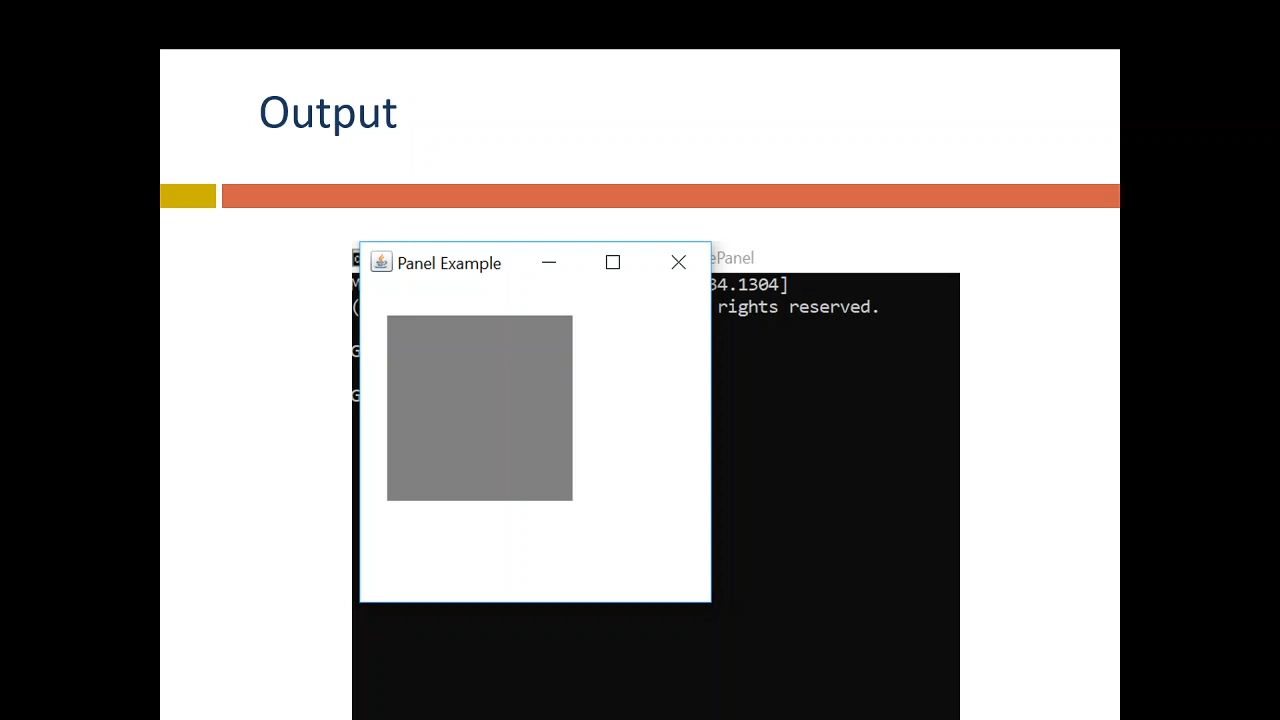 Output
Panel Example
ePanel
34.1304]
rights reserved.